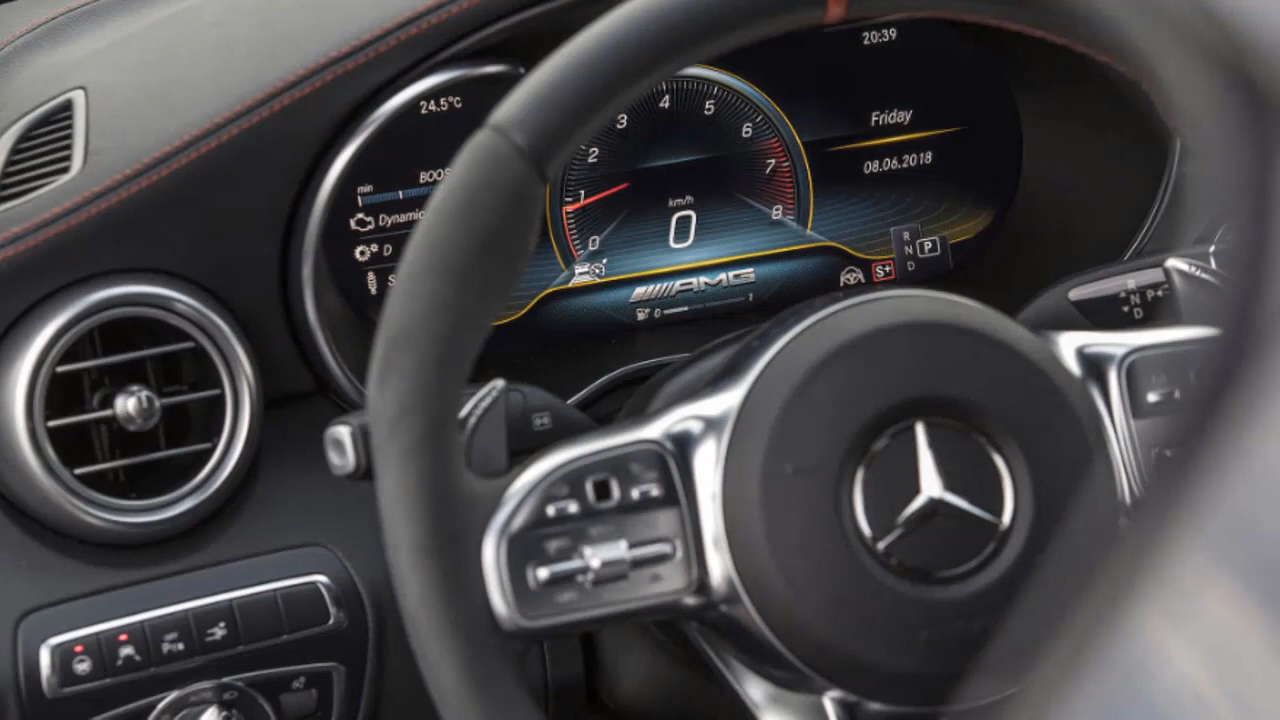 20:39
24.5°C
Friday
08.06.2018
min
BOOS
Dynamic
D
S
0
1
2
3
4
5
6
7
8
km/h
0
AMG
0
S+
R
N
D
P
R
N P
D
Pre